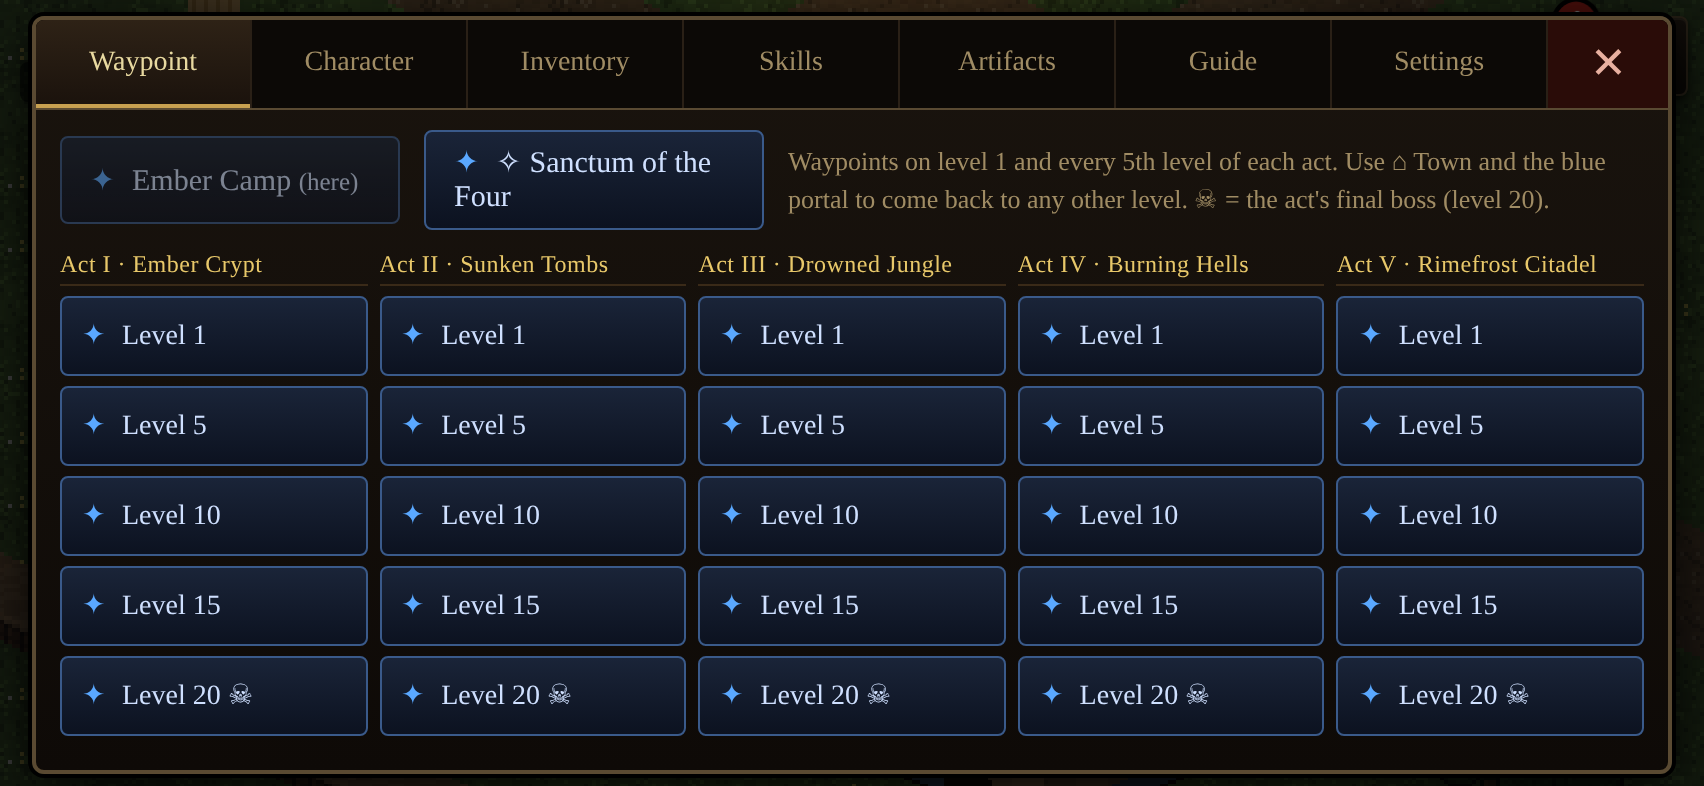 Waypoint
Character
Inventory
Skills
Artifacts
Guide
Settings
✕
✦ Ember Camp (here)
✦ ✧ Sanctum of the
Four
Waypoints on level 1 and every 5th level of each act. Use ⌂ Town and the blue
portal to come back to any other level. ☠ = the act's final boss (level 20).
Act I · Ember Crypt
✦ Level 1
✦ Level 5
✦ Level 10
✦ Level 15
✦ Level 20 ☠
Act II · Sunken Tombs
✦ Level 1
✦ Level 5
✦ Level 10
✦ Level 15
✦ Level 20 ☠
Act III · Drowned Jungle
✦ Level 1
✦ Level 5
✦ Level 10
✦ Level 15
✦ Level 20 ☠
Act IV · Burning Hells
✦ Level 1
✦ Level 5
✦ Level 10
✦ Level 15
✦ Level 20 ☠
Act V · Rimefrost Citadel
✦ Level 1
✦ Level 5
✦ Level 10
✦ Level 15
✦ Level 20 ☠